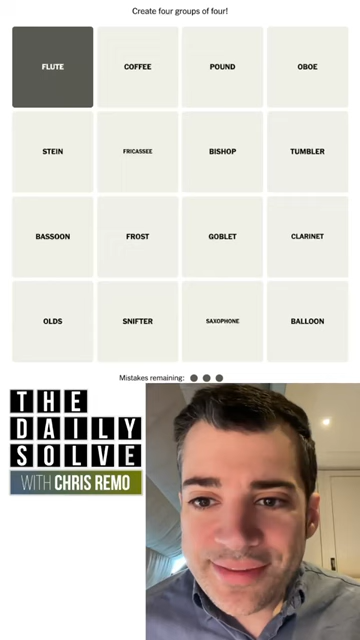 Create four groups of four!
FLUTE COFFEE POUND OBOE
STEIN FRICASSEE BISHOP TUMBLER
BASSOON FROST GOBLET CLARINET
OLDS SNIFTER SAXOPHONE BALLOON
Mistakes remaining:
THE
DAILY
SOLVE
WITH CHRIS REMO